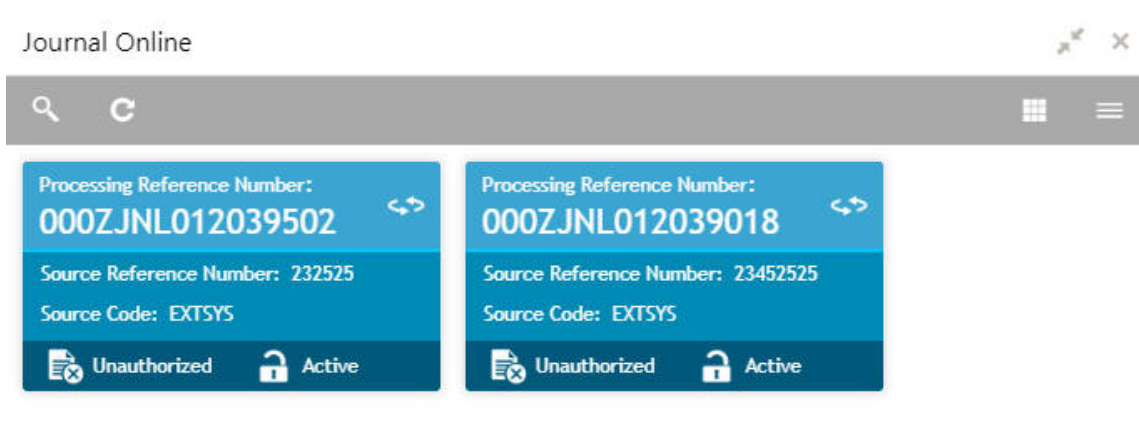 Journal Online
Processing Reference Number:
000ZJNL012039502
Source Reference Number: 232525
Source Code: EXTSYS
Unauthorized Active
Processing Reference Number:
000ZJNL012039018
Source Reference Number: 23452525
Source Code: EXTSYS
Unauthorized Active